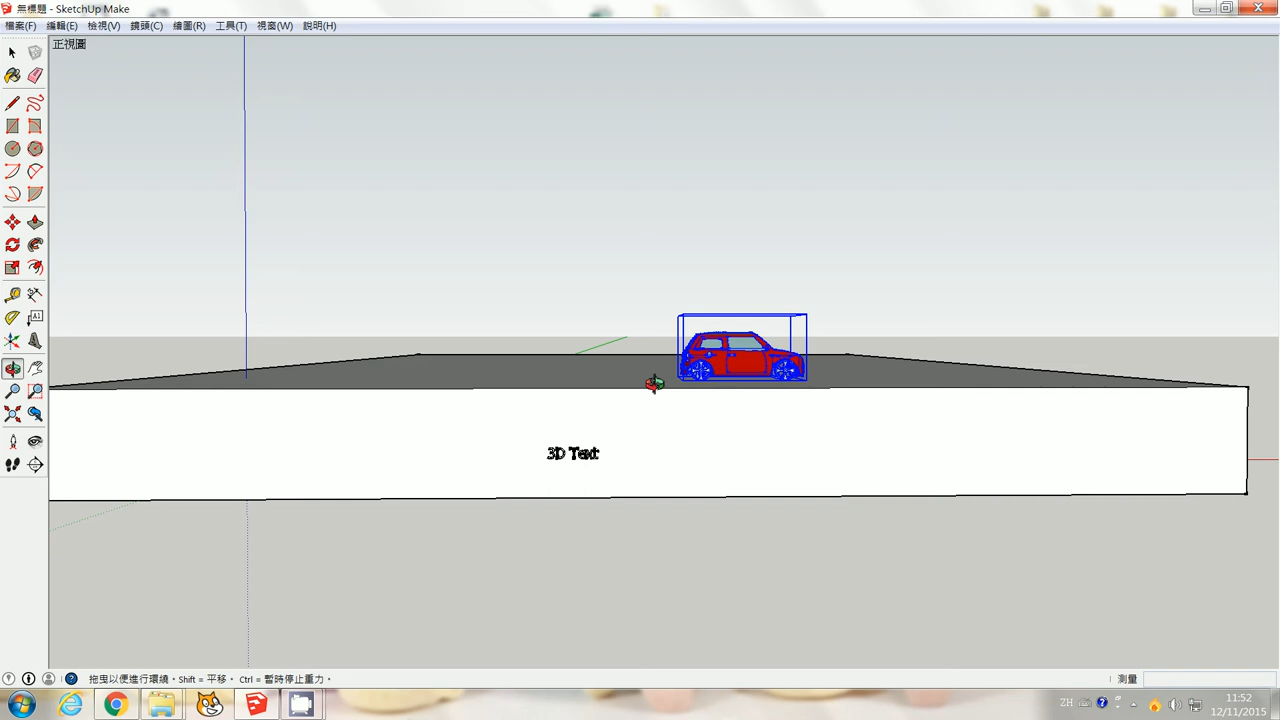 無標題 - SketchUp Make
檔案(F) 編輯(E) 檢視(V) 鏡頭(C) 繪圖(R) 工具(T) 視窗(W) 說明(H)
正視圖
A1
3D Text
拖曳以便進行環繞。Shift = 平移。Ctrl = 暫時停止重力。
測量
ZH
11:52
12/11/2015